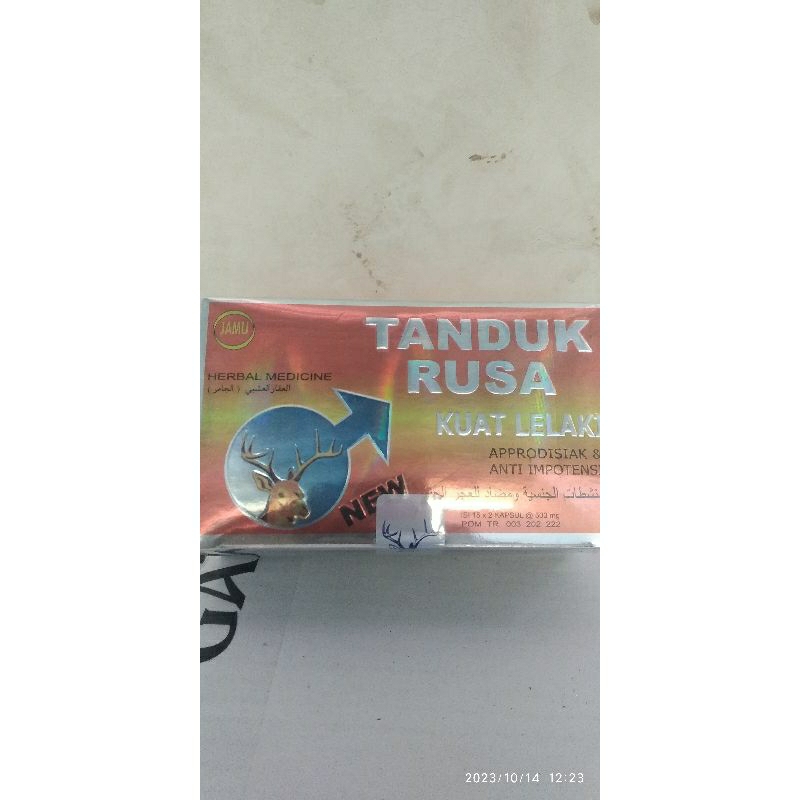 JAMU
TANDUK
RUSA
HERBAL MEDICINE
KUAT LELAKI
APPRODISIAK &
ANTI IMPOTENSI
NEW
ISI 15 x 2 KAPSUL @ 500 mg
POM TR. 003 202 222
2023/10/14 12:23